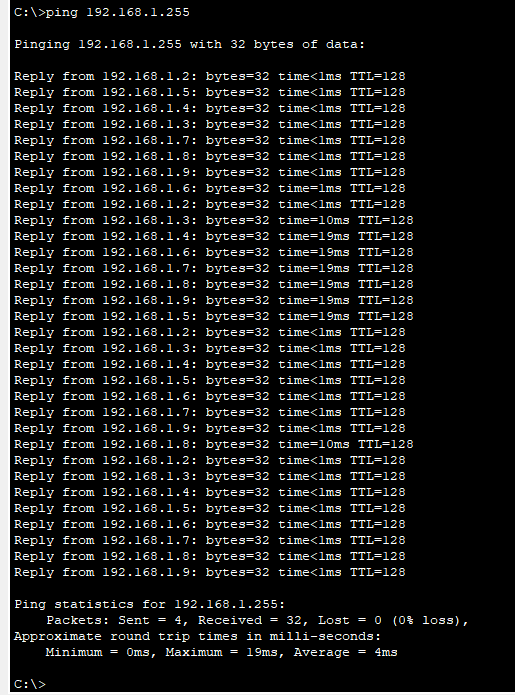 C:\>ping 192.168.1.255
Pinging 192.168.1.255 with 32 bytes of data:
Reply from 192.168.1.2: bytes=32 time<1ms TTL=128
Reply from 192.168.1.5: bytes=32 time<1ms TTL=128
Reply from 192.168.1.4: bytes=32 time<1ms TTL=128
Reply from 192.168.1.3: bytes=32 time<1ms TTL=128
Reply from 192.168.1.7: bytes=32 time<1ms TTL=128
Reply from 192.168.1.8: bytes=32 time<1ms TTL=128
Reply from 192.168.1.9: bytes=32 time<1ms TTL=128
Reply from 192.168.1.6: bytes=32 time=1ms TTL=128
Reply from 192.168.1.2: bytes=32 time<1ms TTL=128
Reply from 192.168.1.3: bytes=32 time=10ms TTL=128
Reply from 192.168.1.4: bytes=32 time=19ms TTL=128
Reply from 192.168.1.6: bytes=32 time=19ms TTL=128
Reply from 192.168.1.7: bytes=32 time=19ms TTL=128
Reply from 192.168.1.8: bytes=32 time=19ms TTL=128
Reply from 192.168.1.9: bytes=32 time=19ms TTL=128
Reply from 192.168.1.5: bytes=32 time=19ms TTL=128
Reply from 192.168.1.2: bytes=32 time<1ms TTL=128
Reply from 192.168.1.3: bytes=32 time<1ms TTL=128
Reply from 192.168.1.4: bytes=32 time<1ms TTL=128
Reply from 192.168.1.5: bytes=32 time<1ms TTL=128
Reply from 192.168.1.6: bytes=32 time<1ms TTL=128
Reply from 192.168.1.7: bytes=32 time<1ms TTL=128
Reply from 192.168.1.9: bytes=32 time<1ms TTL=128
Reply from 192.168.1.8: bytes=32 time=10ms TTL=128
Reply from 192.168.1.2: bytes=32 time<1ms TTL=128
Reply from 192.168.1.3: bytes=32 time<1ms TTL=128
Reply from 192.168.1.4: bytes=32 time<1ms TTL=128
Reply from 192.168.1.5: bytes=32 time<1ms TTL=128
Reply from 192.168.1.6: bytes=32 time<1ms TTL=128
Reply from 192.168.1.7: bytes=32 time<1ms TTL=128
Reply from 192.168.1.8: bytes=32 time<1ms TTL=128
Reply from 192.168.1.9: bytes=32 time<1ms TTL=128
Ping statistics for 192.168.1.255:
    Packets: Sent = 4, Received = 32, Lost = 0 (0% loss),
Approximate round trip times in milli-seconds:
    Minimum = 0ms, Maximum = 19ms, Average = 4ms
C:\>